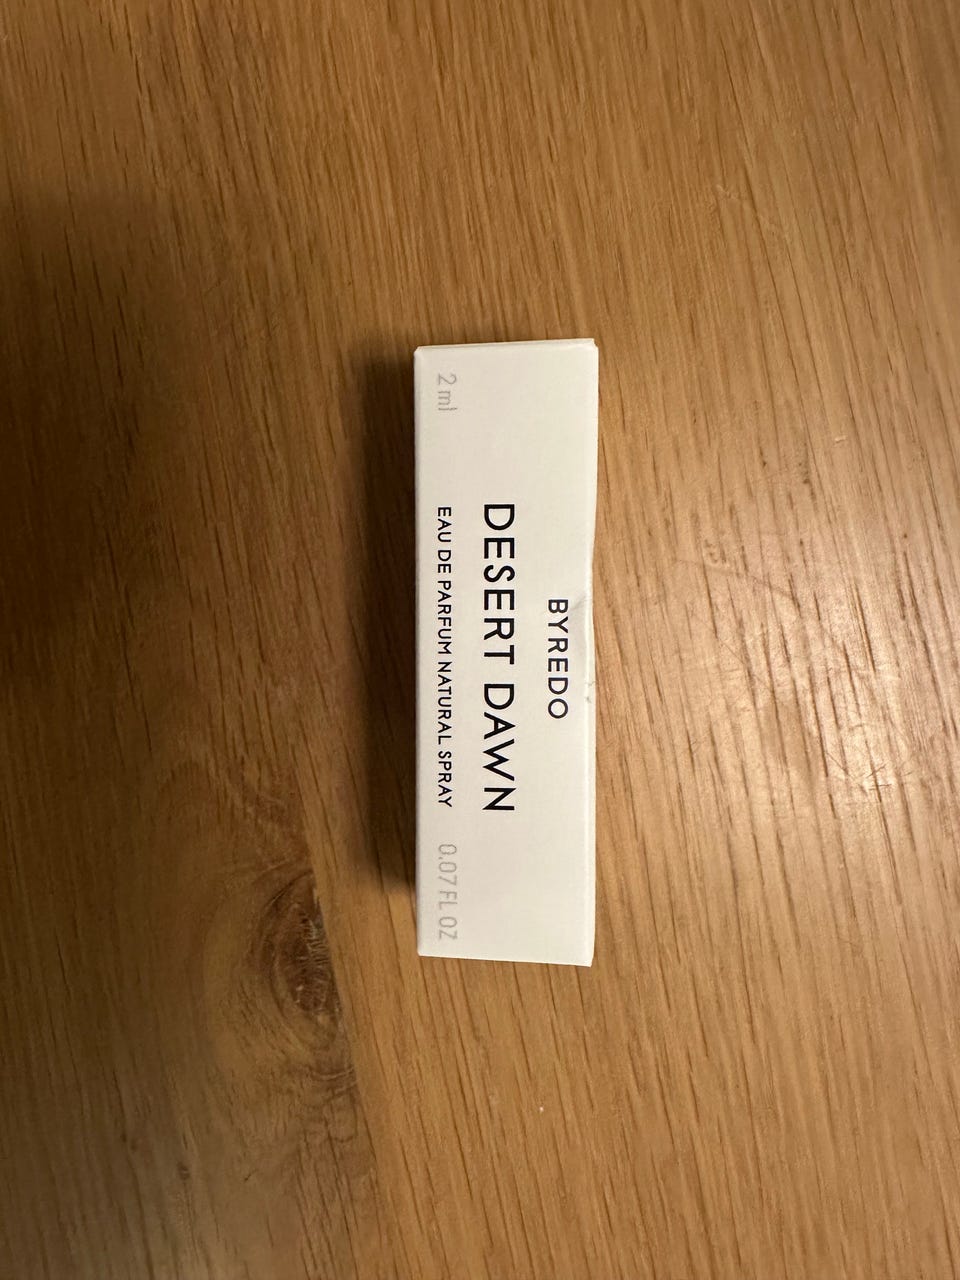 BYREDO
DESERT DAWN
2 ml EAU DE PARFUM NATURAL SPRAY 0.07 FL OZ